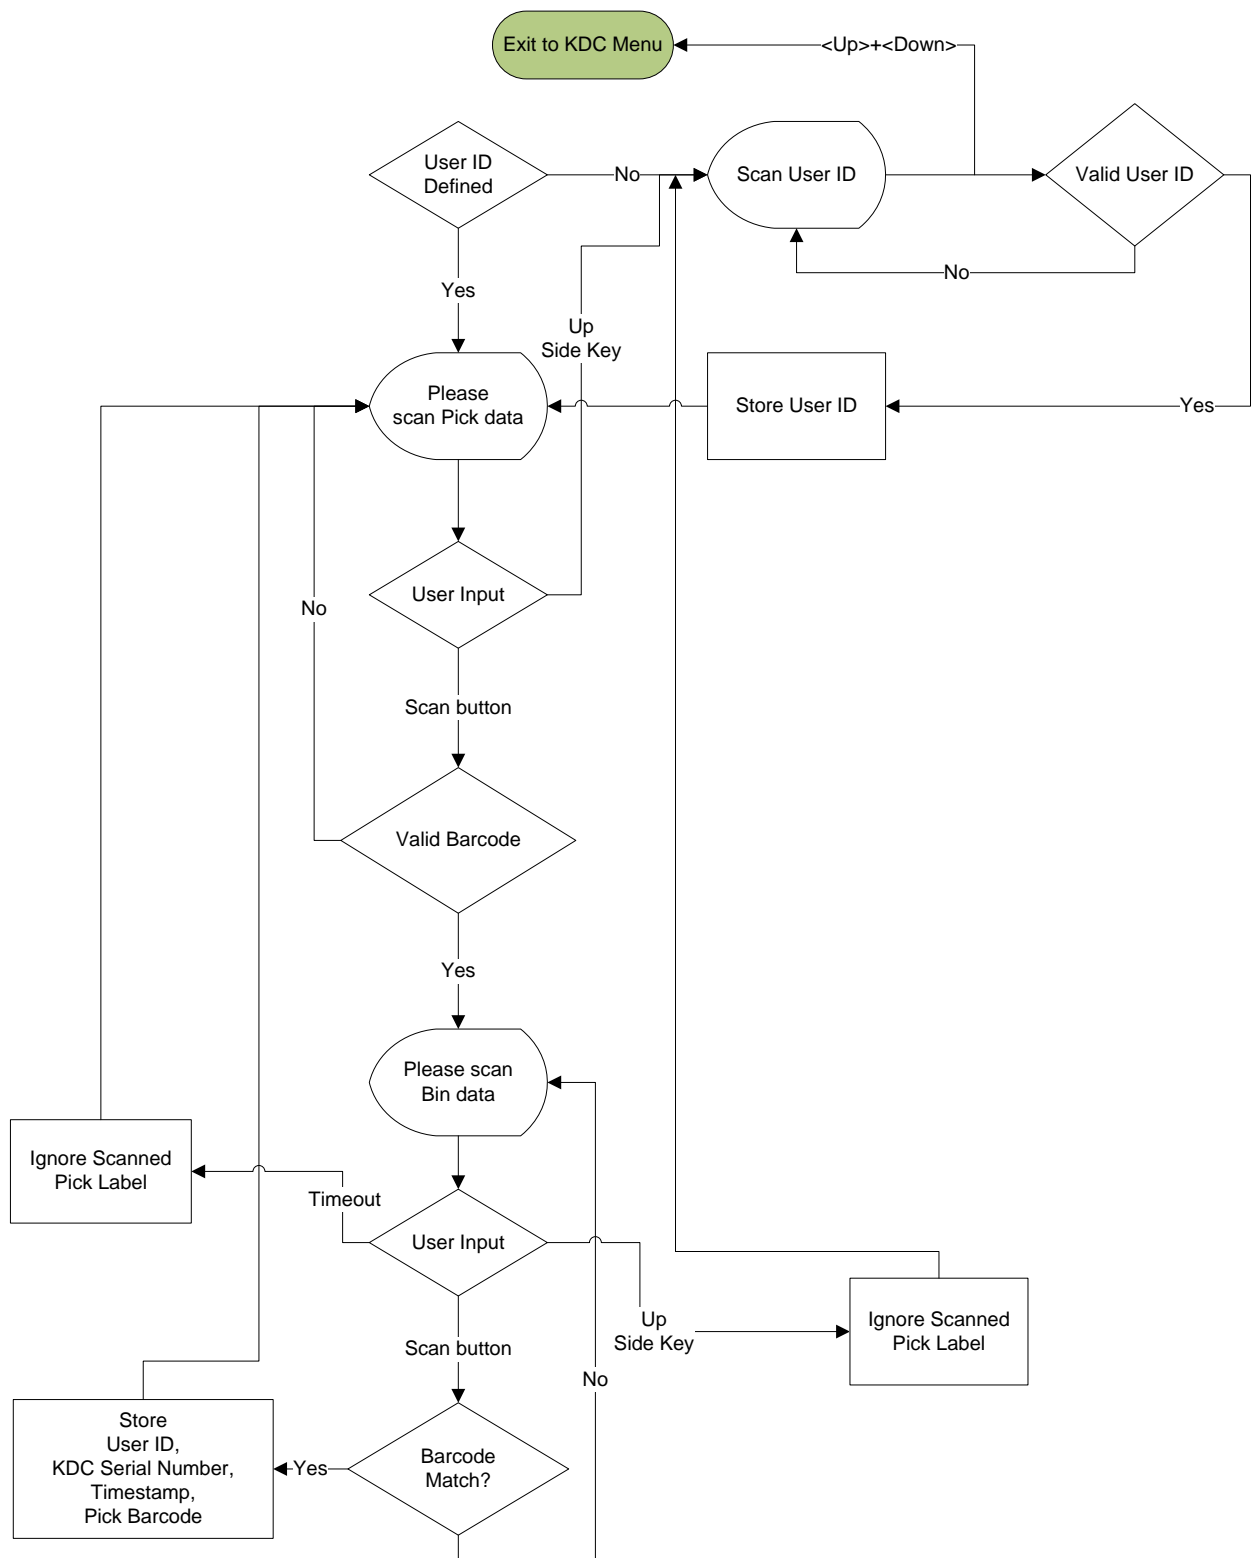 Exit to KDC Menu
<Up>+<Down>
User ID
Defined
No
Scan User ID
Valid User ID
No
Yes
Up
Side Key
Please
scan Pick data
Store User ID
Yes
User Input
No
Scan button
Valid Barcode
Yes
Please scan
Bin data
Ignore Scanned
Pick Label
Timeout
User Input
Up
Side Key
Ignore Scanned
Pick Label
Scan button
No
Store
User ID,
KDC Serial Number,
Timestamp,
Pick Barcode
Yes
Barcode
Match?